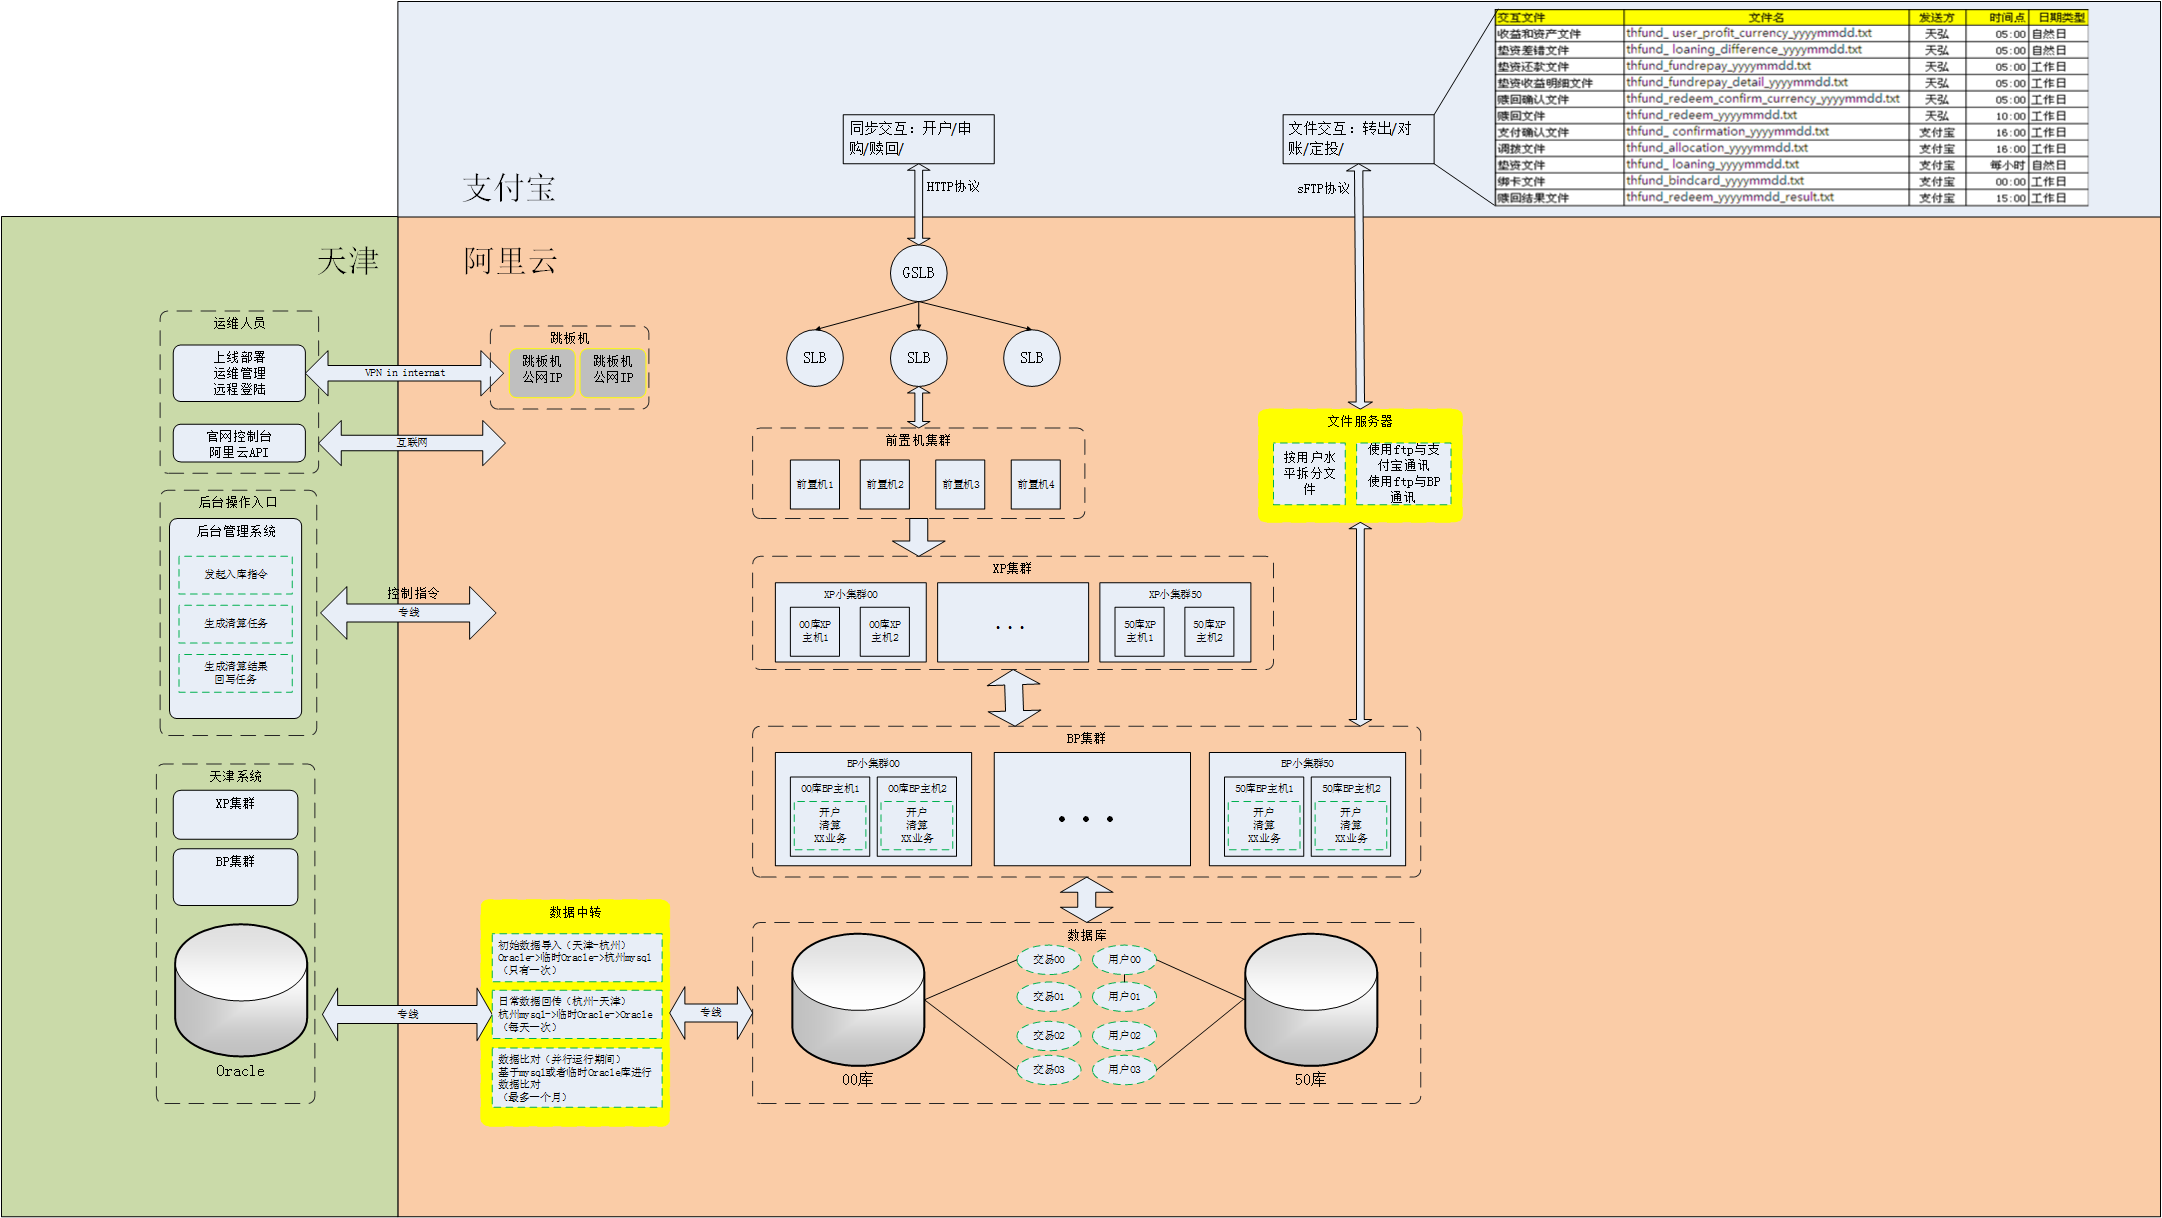 交互文件 文件名 发送方 时间点 日期类型
收益和资产文件 thfund_ user_profit_currency_yyyymmdd.txt 天弘 05:00 自然日
垫资差错文件 thfund_ loaning_difference_yyyymmdd.txt 天弘 05:00 自然日
垫资还款文件 thfund_fundrepay_yyyymmdd.txt 天弘 05:00 工作日
垫资收益明细文件 thfund_fundrepay_detail_yyyymmdd.txt 天弘 05:00 工作日
赎回确认文件 thfund_redeem_confirm_currency_yyyymmdd.txt 天弘 05:00 工作日
赎回文件 thfund_redeem_yyyymmdd.txt 天弘 10:00 工作日
支付确认文件 thfund_ confirmation_yyyymmdd.txt 支付宝 16:00 工作日
调拨文件 thfund_allocation_yyyymmdd.txt 支付宝 16:00 工作日
垫资文件 thfund_ loaning_yyyymmdd.txt 支付宝 每小时 自然日
绑卡文件 thfund_bindcard_yyyymmdd.txt 支付宝 00:00 工作日
赎回结果文件 thfund_redeem_yyyymmdd_result.txt 支付宝 15:00 工作日
同步交互：开户/申
购/赎回/
文件交互：转出/对
账/定投/
支付宝
HTTP协议
sFTP协议
天津
阿里云
GSLB
SLB
SLB
SLB
运维人员
上线部署
运维管理
远程登陆
官网控制台
阿里云API
VPN in internat
互联网
跳板机
跳板机
公网IP
跳板机
公网IP
前置机集群
前置机1
前置机2
前置机3
前置机4
文件服务器
按用户水
平拆分文
件
使用ftp与支
付宝通讯
使用ftp与BP
通讯
后台操作入口
后台管理系统
发起入库指令
生成清算任务
生成清算结果
回写任务
控制指令
专线
XP集群
XP小集群00
00库XP
主机1
00库XP
主机2
...
XP小集群50
50库XP
主机1
50库XP
主机2
BP集群
BP小集群00
00库BP主机1
开户
清算
XX业务
00库BP主机2
开户
清算
XX业务
...
BP小集群50
50库BP主机1
开户
清算
XX业务
50库BP主机2
开户
清算
XX业务
天津系统
XP集群
BP集群
Oracle
专线
数据中转
初始数据导入（天津-杭州）
Oracle->临时Oracle->杭州mysql
（只有一次）
日常数据回传（杭州-天津）
杭州mysql->临时Oracle->Oracle
（每天一次）
数据比对（并行运行期间）
基于mysql或者临时Oracle库进行
数据比对
（最多一个月）
专线
数据库
00库
交易00
交易01
交易02
交易03
用户00
用户01
用户02
用户03
50库